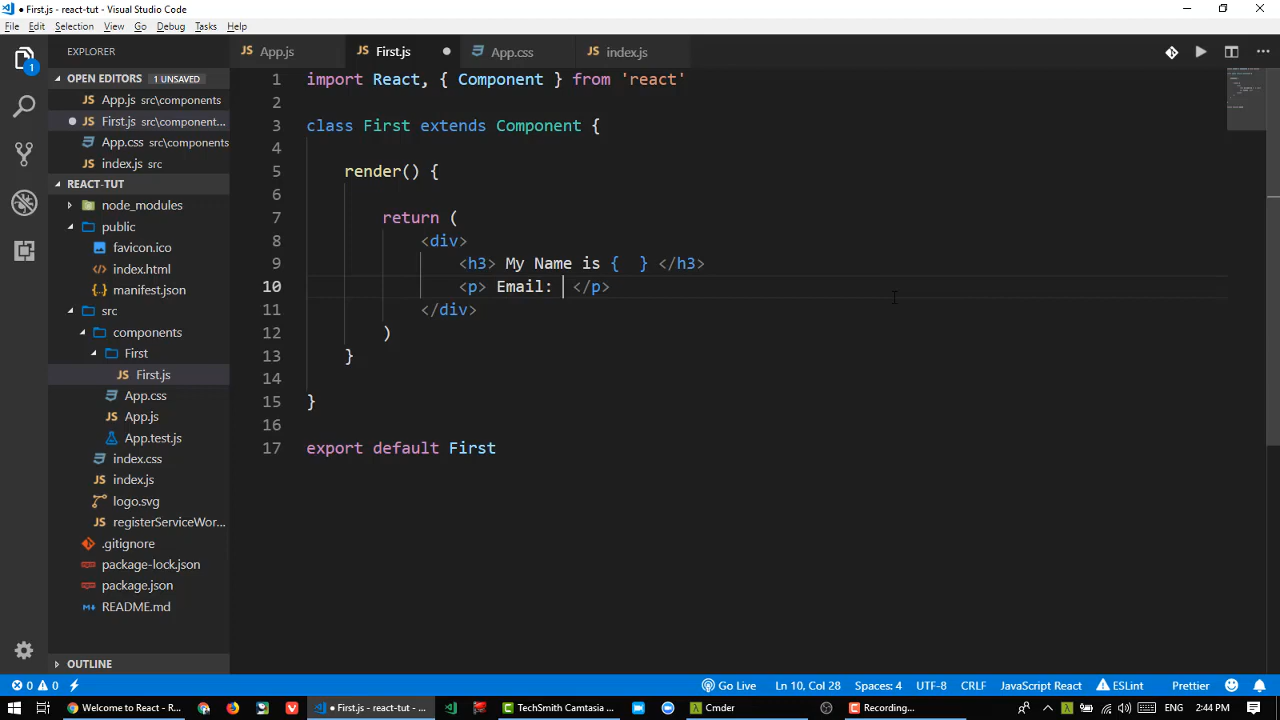 ● First.js - react-tut - Visual Studio Code
File Edit Selection View Go Debug Tasks Help
EXPLORER
OPEN EDITORS 1 UNSAVED
JS App.js src\components
● JS First.js src\component...
App.css src\components
JS index.js src
REACT-TUT
node_modules
public
favicon.ico
<> index.html
manifest.json
src
components
First
JS First.js
App.css
JS App.js
App.test.js
index.css
JS index.js
logo.svg
JS registerServiceWor...
.gitignore
package-lock.json
package.json
README.md
OUTLINE
1
JS App.js JS First.js ● App.css JS index.js
1 import React, { Component } from 'react'
2
3 class First extends Component {
4
5 render() {
6
7 return (
8 <div>
9 <h3> My Name is {  } </h3>
10 <p> Email:  </p>
11 </div>
12 )
13 }
14
15 }
16
17 export default First
0 0 Go Live Ln 10, Col 28 Spaces: 4 UTF-8 CRLF JavaScript React ESLint Prettier
Welcome to React - R... ● First.js - react-tut - ... TechSmith Camtasia ... Cmder Recording... ENG 2:44 PM